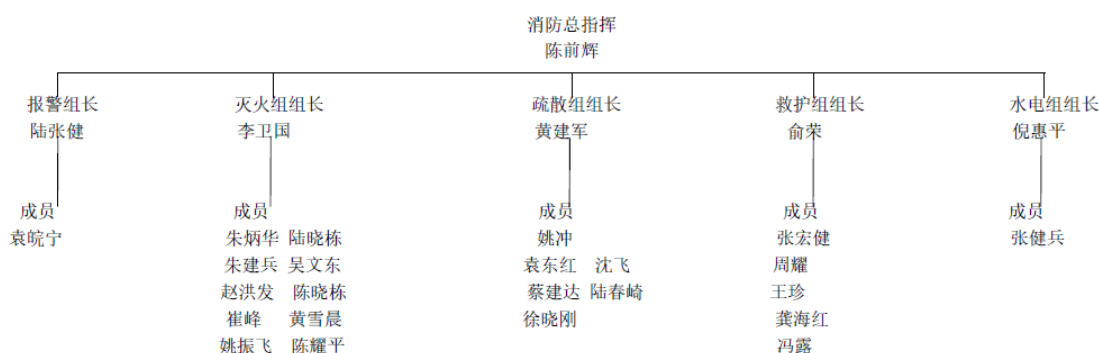 消防总指挥
陈前辉
报警组长 灭火组组长 疏散组组长 救护组组长 水电组组长
陆张健 李卫国 黄建军 俞荣 倪惠平
成员 成员 成员 成员 成员
袁皖宁 朱炳华 陆晓栋 姚冲 张宏健 张健兵
朱建兵 吴文东 袁东红 沈飞 周耀
赵洪发 陈晓栋 蔡建达 陆春崎 王珍
崔峰 黄雪晨 徐晓刚 龚海红
姚振飞 陈耀平 冯露